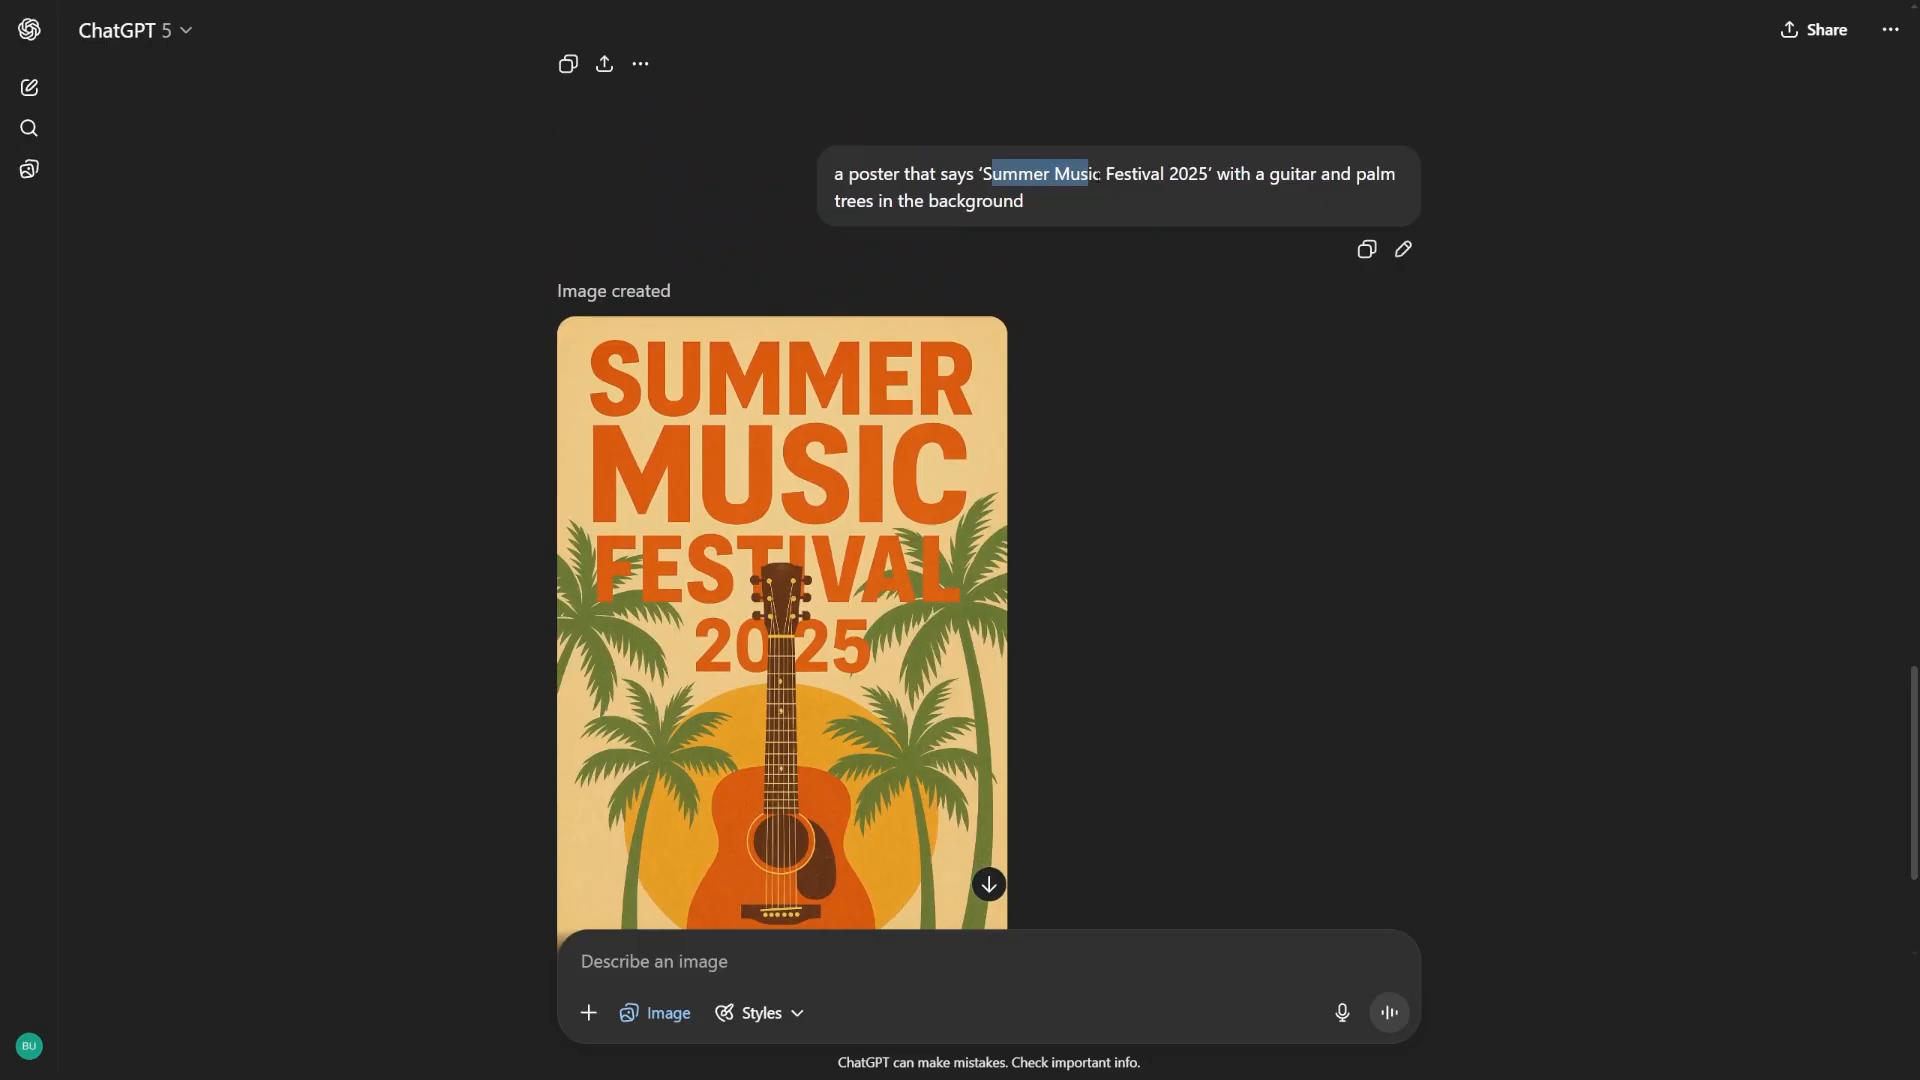 ChatGPT 5
Share
a poster that says ‘Summer Music Festival 2025’ with a guitar and palm
trees in the background
Image created
SUMMER
MUSIC
FESTIVAL
2025
Describe an image
Image
Styles
BU
ChatGPT can make mistakes. Check important info.